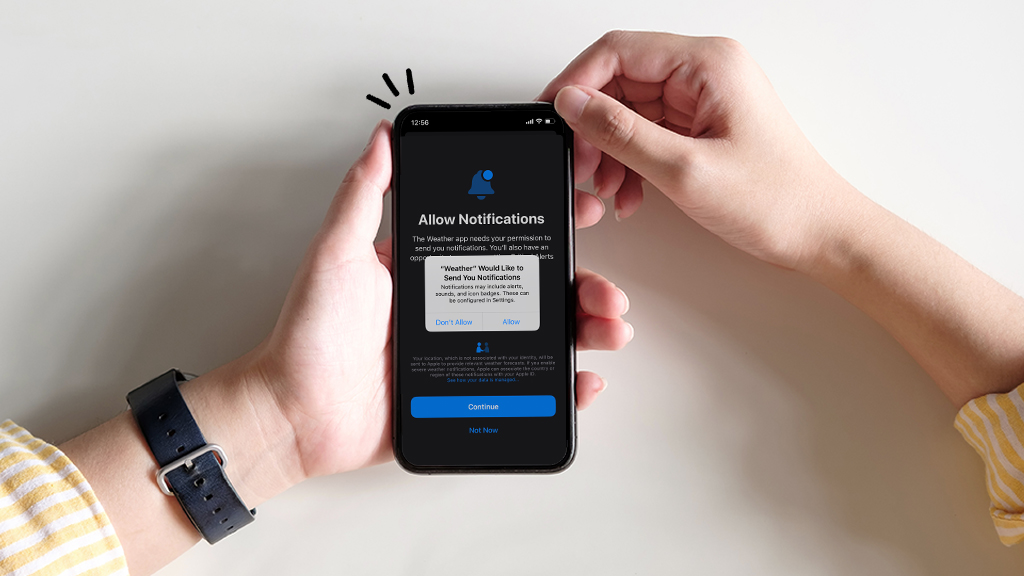 12:56
Allow Notifications
The Weather app needs your permission to
send you notifications. You'll also have an
Alerts
"Weather" Would Like to
Send You Notifications
Notifications may include alerts,
sounds, and icon badges. These can
be configured in Settings.
Don't Allow Allow
Your location, which is not associated with your identity, will be
sent to Apple to provide relevant weather forecasts. If you enable
severe weather notifications, Apple can associate the country or
region of these notifications with your Apple ID.
See how your data is managed...
Continue
Not Now